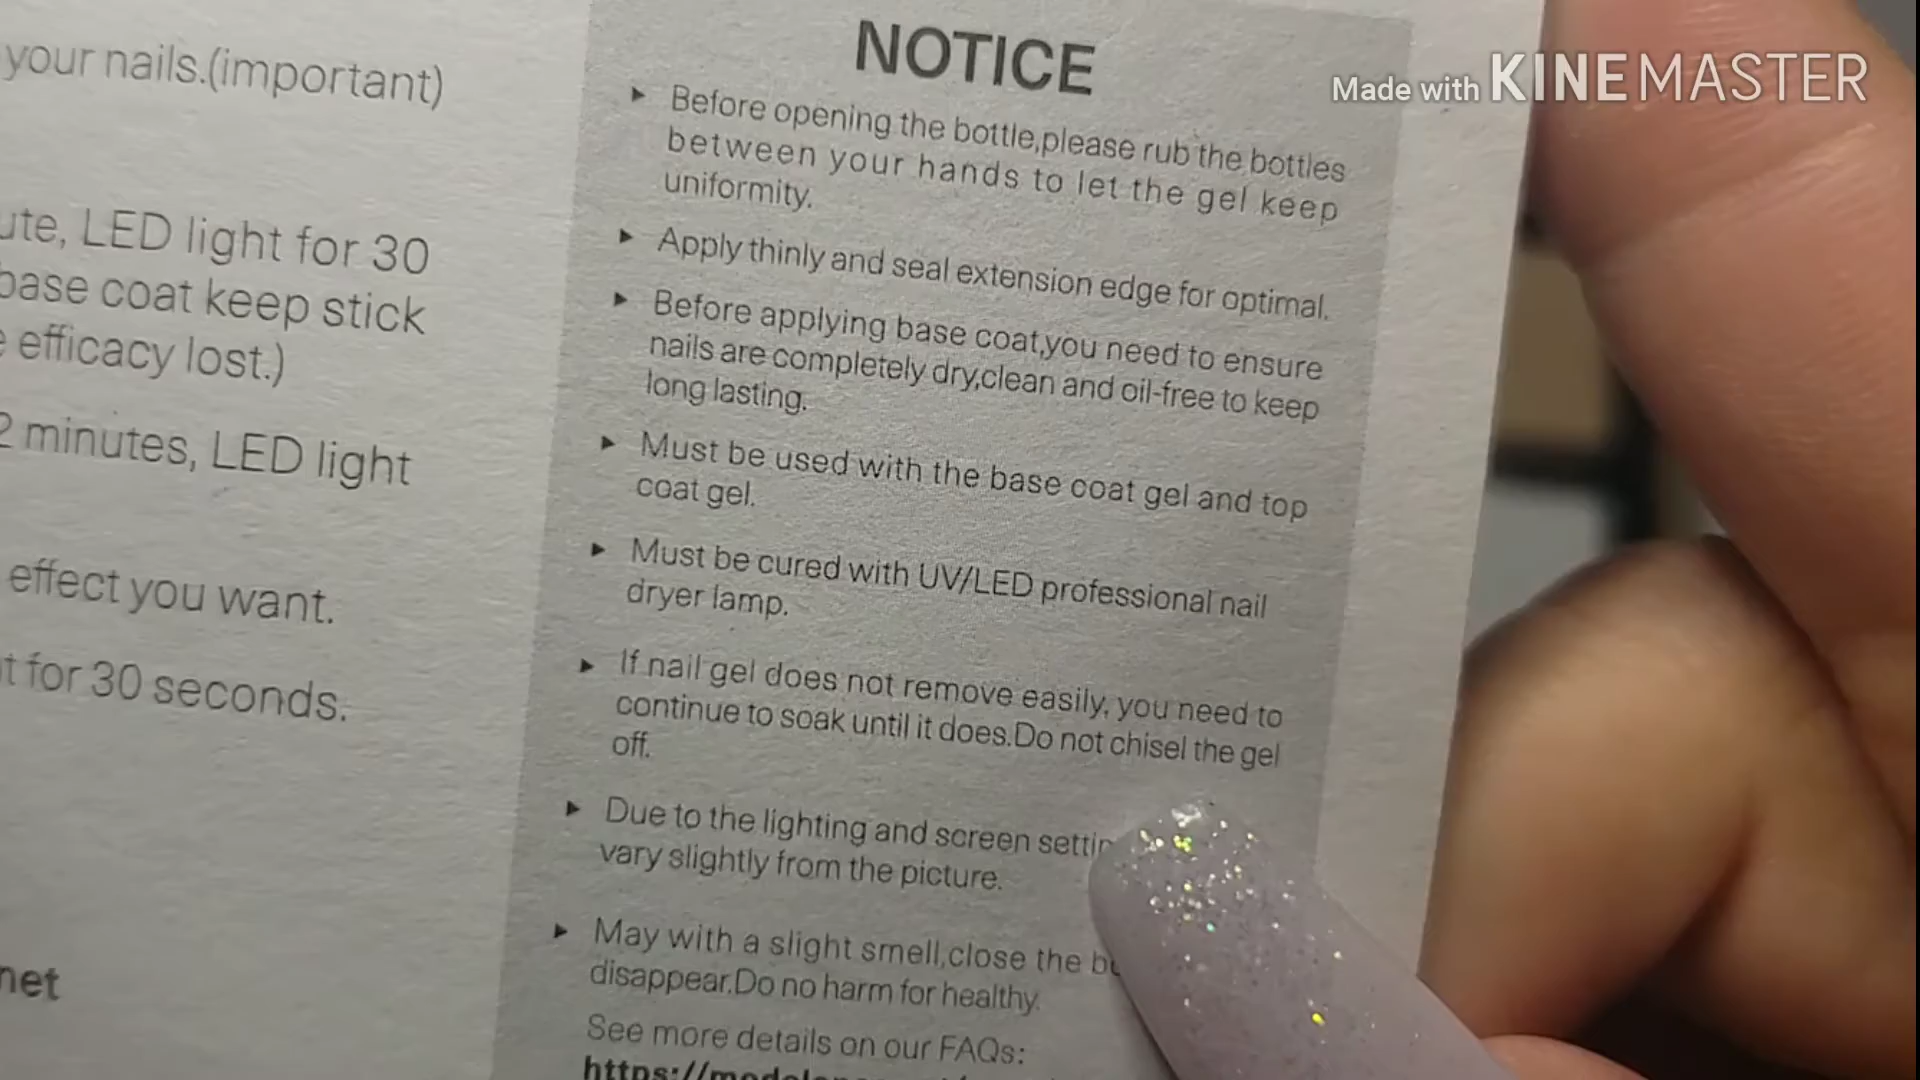 your nails.(important)
LED light for 30
base coat keep stick
efficacy lost.)
2 minutes, LED light
effect you want.
for 30 seconds.
NOTICE
Before opening the bottle,please rub the bottles
between your hands to let the gel keep
uniformity.
Apply thinly and seal extension edge for optimal.
Before applying base coat,you need to ensure
nails are completely dry,clean and oil-free to keep
long lasting.
Must be used with the base coat gel and top
coat gel.
Must be cured with UV/LED professional nail
dryer lamp.
If nail gel does not remove easily, you need to
continue to soak until it does.Do not chisel the gel
off.
Due to the lighting and screen
vary slightly from the picture.
May with a slight smell,close the
disappear.Do no harm for healthy.
See more details on our FAQs:
Made with KINEMASTER